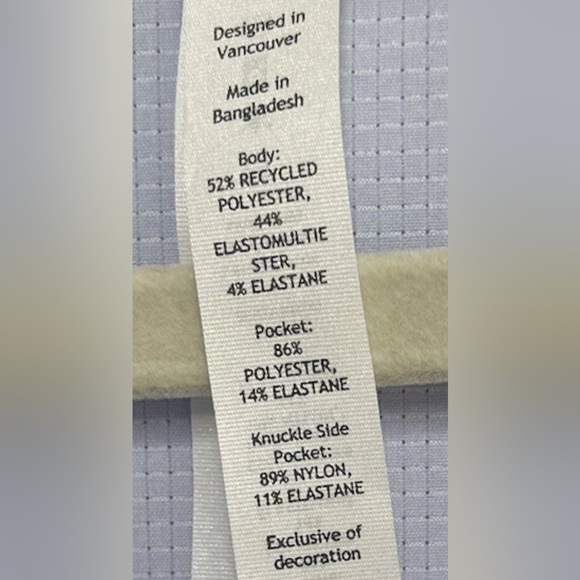 Designed in
Vancouver
Made in
Bangladesh
Body:
52% RECYCLED
POLYESTER,
44%
ELASTOMULTIE
STER,
4% ELASTANE
Pocket:
86%
POLYESTER,
14% ELASTANE
Knuckle Side
Pocket:
89% NYLON,
11% ELASTANE
Exclusive of
decoration